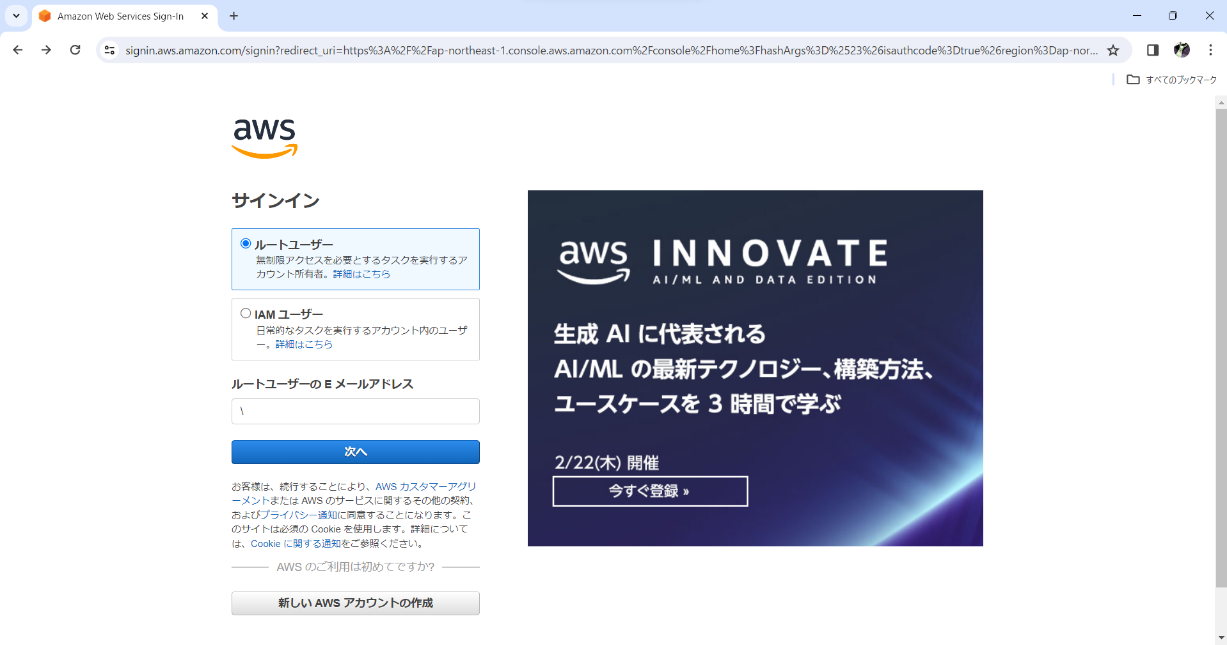 Amazon Web Services Sign-In
signin.aws.amazon.com/signin?redirect_uri=https%3A%2F%2Fap-northeast-1.console.aws.amazon.com%2Fconsole%2Fhome%3FhashArgs%3D%2523%26isauthcode%3Dtrue%26region%3Dap-nor...
すべてのブックマーク
aws
サインイン
ルートユーザー
無制限アクセスを必要とするタスクを実行するア
カウント所有者。詳細はこちら
IAM ユーザー
日常的なタスクを実行するアカウント内のユーザ
ー。詳細はこちら
ルートユーザーの E メールアドレス
\
次へ
お客様は、続行することにより、AWS カスタマーアグリ
ーメントまたは AWS のサービスに関するその他の契約、
およびプライバシー通知に同意することになります。こ
のサイトは必須の Cookie を使用します。詳細について
は、Cookie に関する通知をご参照ください。
AWS のご利用は初めてですか?
新しい AWS アカウントの作成
aws INNOVATE
AI/ML AND DATA EDITION
生成 AI に代表される
AI/ML の最新テクノロジー、構築方法、
ユースケースを 3 時間で学ぶ
2/22(木) 開催
今すぐ登録 »